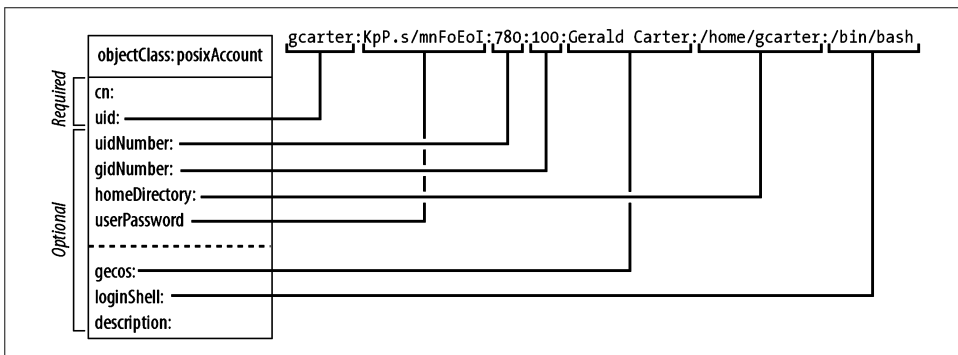 gcarter:KpP.s/mnFoEoI:780:100:Gerald Carter:/home/gcarter:/bin/bash
objectClass: posixAccount
Required
cn:
uid:
Optional
uidNumber:
gidNumber:
homeDirectory:
userPassword
gecos:
loginShell:
description: